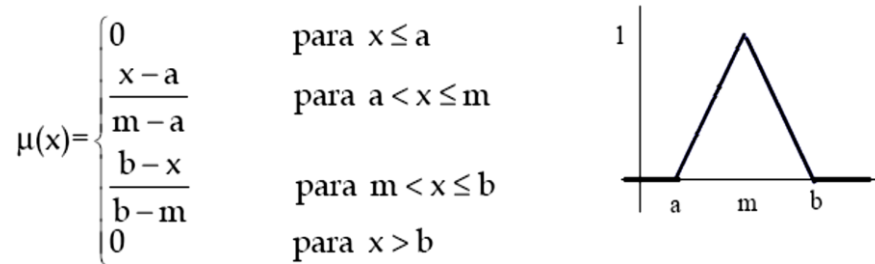 0 para x ≤ a
x – a
m – a
para a < x ≤ m
μ(x)=
b – x
b – m
para m < x ≤ b
0 para x > b
1
a m b